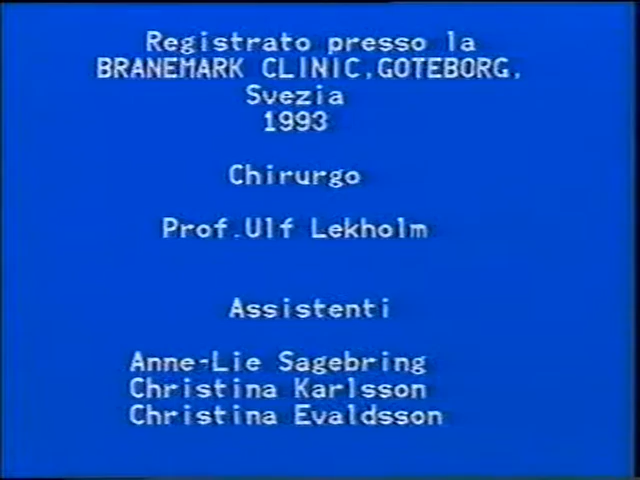 Registrato presso la
BRANEMARK CLINIC,GOTEBORG,
Svezia
1993
Chirurgo
Prof.Ulf Lekholm
Assistenti
Anne-Lie Sagebring
Christina Karlsson
Christina Evaldsson